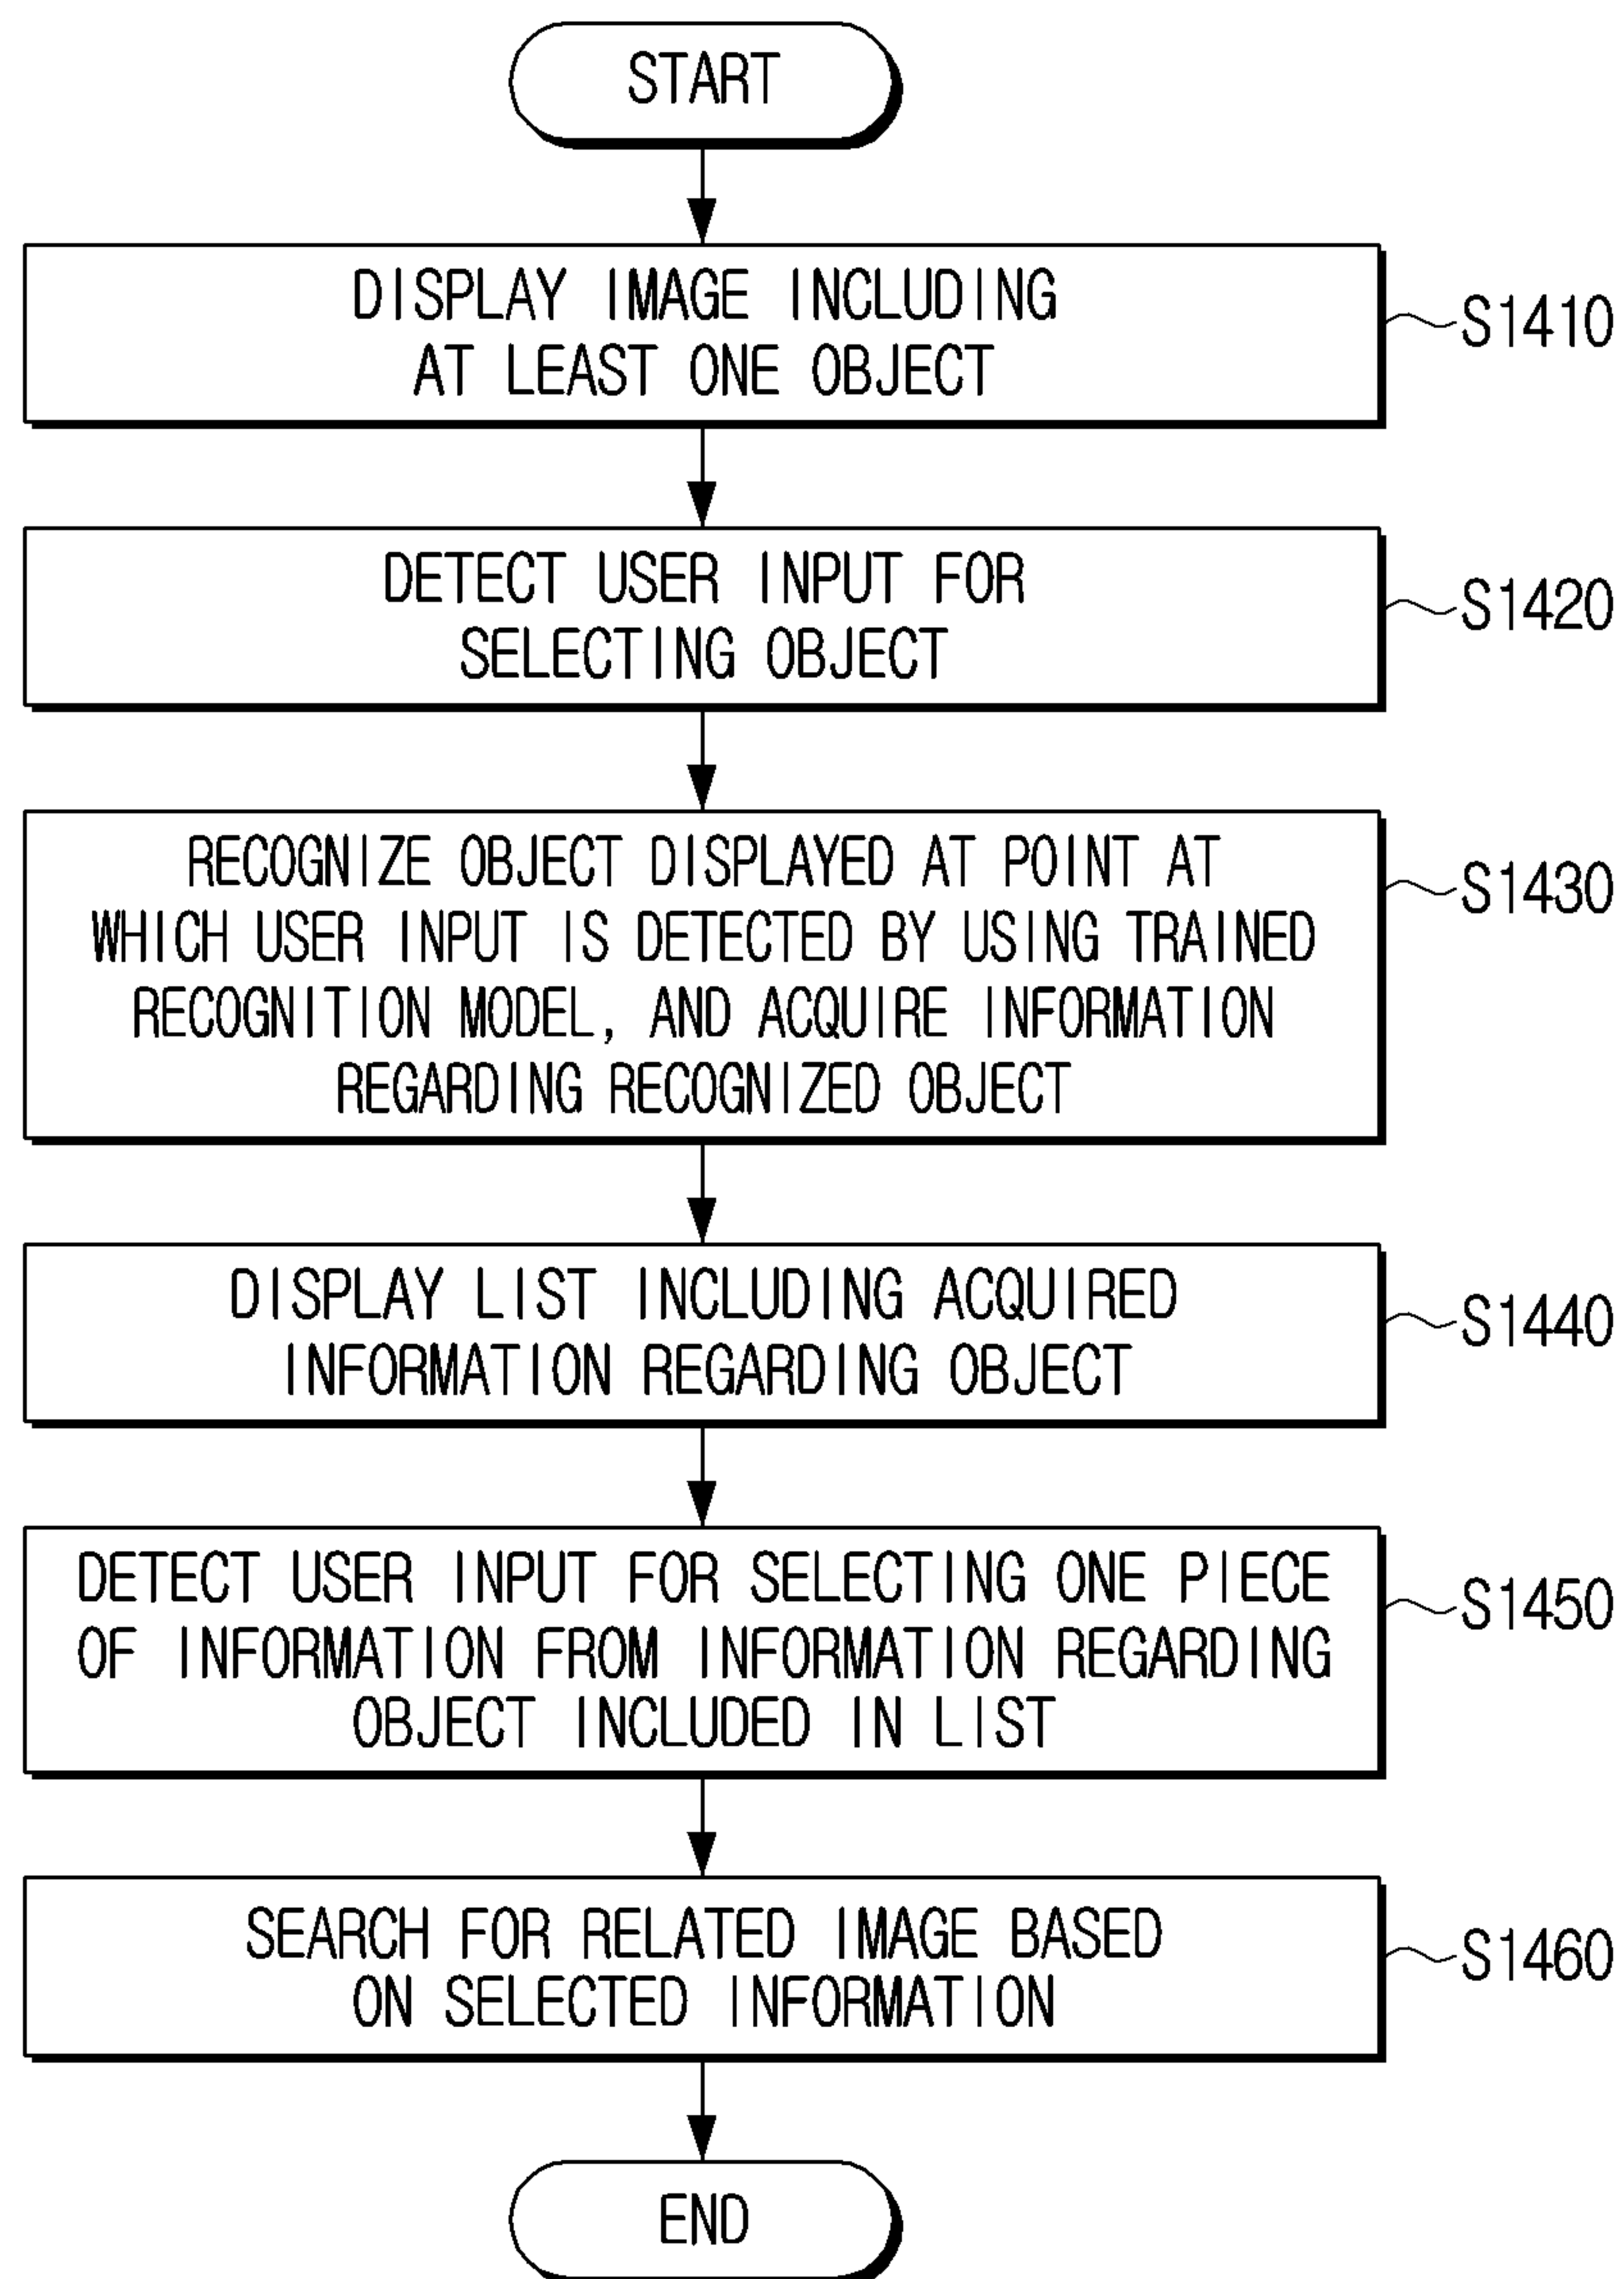 START
DISPLAY IMAGE INCLUDING
AT LEAST ONE OBJECT
S1410
DETECT USER INPUT FOR
SELECTING OBJECT
S1420
RECOGNIZE OBJECT DISPLAYED AT POINT AT
WHICH USER INPUT IS DETECTED BY USING TRAINED
RECOGNITION MODEL, AND ACQUIRE INFORMATION
REGARDING RECOGNIZED OBJECT
S1430
DISPLAY LIST INCLUDING ACQUIRED
INFORMATION REGARDING OBJECT
S1440
DETECT USER INPUT FOR SELECTING ONE PIECE
OF INFORMATION FROM INFORMATION REGARDING
OBJECT INCLUDED IN LIST
S1450
SEARCH FOR RELATED IMAGE BASED
ON SELECTED INFORMATION
S1460
END